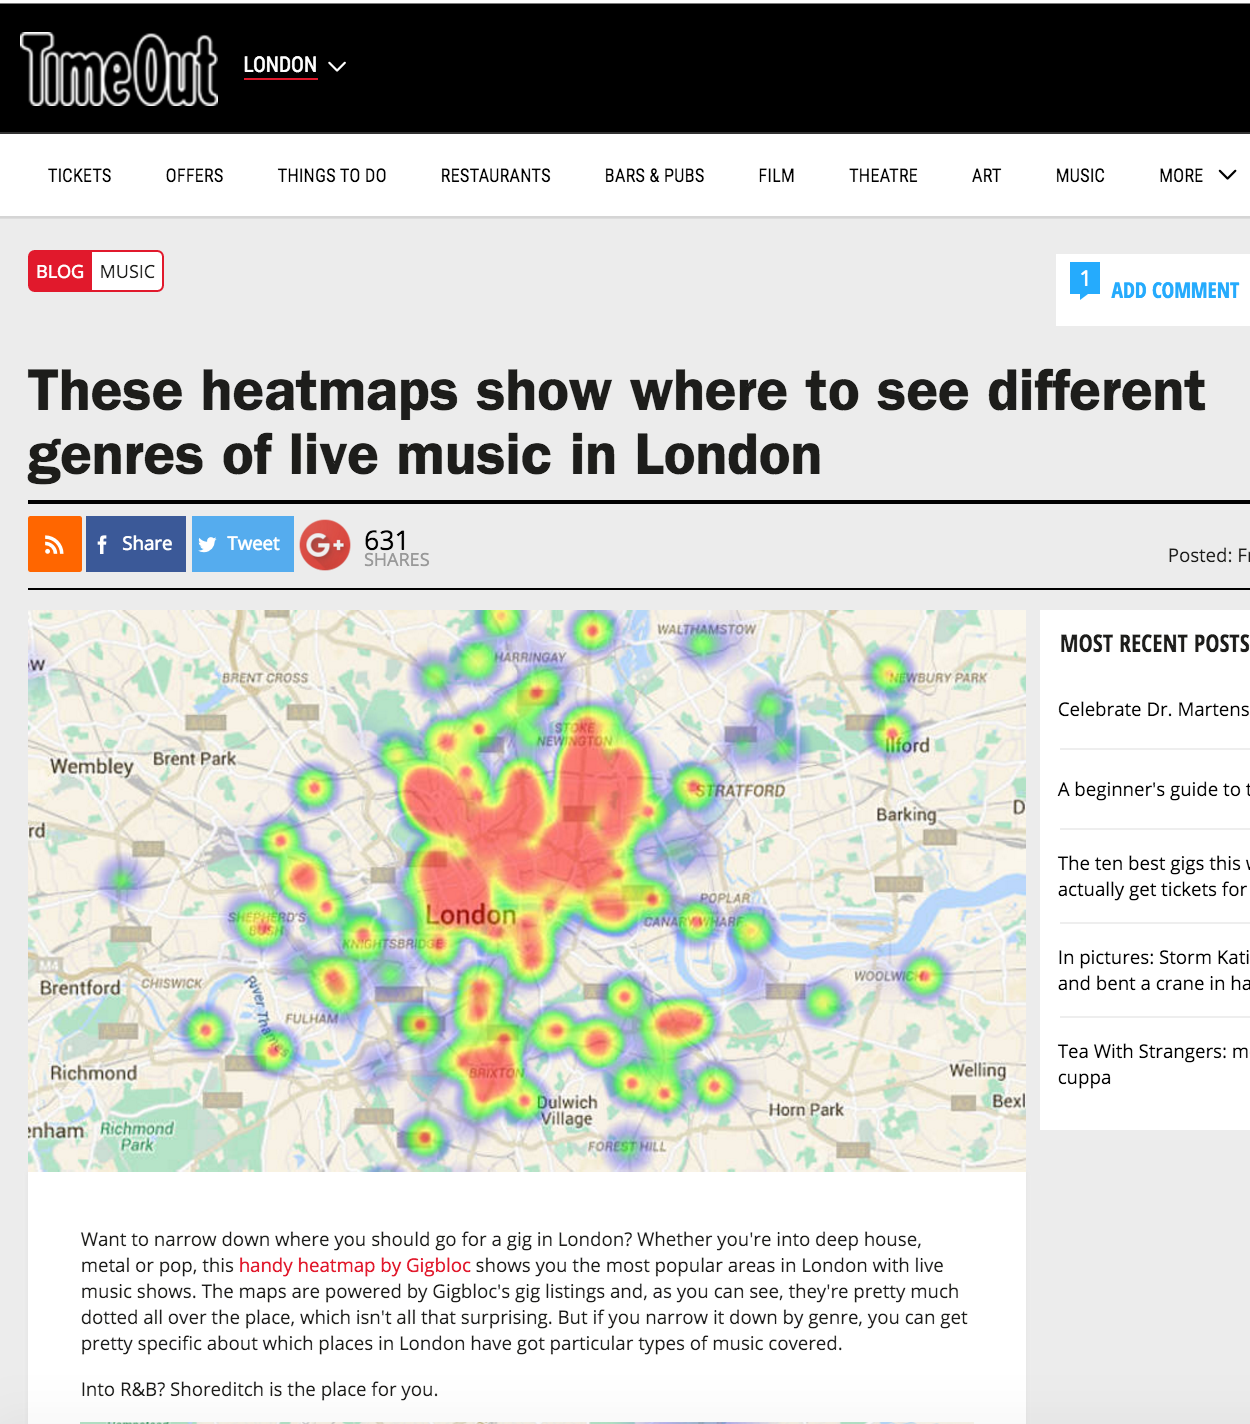 TimeOut
LONDON
TICKETS OFFERS THINGS TO DO RESTAURANTS BARS & PUBS FILM THEATRE ART MUSIC MORE
BLOG MUSIC
1 ADD COMMENT
These heatmaps show where to see different
genres of live music in London
f Share
Tweet
G+
631
SHARES
Posted: Fr
WALTHAMSTOW
HARRINGAY
BRENT CROSS
NEWBURY PARK
STOKE
NEWINGTON
Ilford
Wembley
Brent Park
STRATFORD
Barking
D
rd
POPLAR
London
CANARY WHARF
SHEPHERD'S
BUSH
KNIGHTSBRIDGE
M4
WOOLWICH
Brentford
CHISWICK
River Thames
FULHAM
Richmond
BRIXTON
Welling
Dulwich
Village
Horn Park
Bexl
enham
Richmond
Park
FOREST HILL
MOST RECENT POSTS
Celebrate Dr. Martens
A beginner's guide to t
The ten best gigs this w
actually get tickets for
In pictures: Storm Kati
and bent a crane in ha
Tea With Strangers: m
cuppa
Want to narrow down where you should go for a gig in London? Whether you're into deep house,
metal or pop, this handy heatmap by Gigbloc shows you the most popular areas in London with live
music shows. The maps are powered by Gigbloc's gig listings and, as you can see, they're pretty much
dotted all over the place, which isn't all that surprising. But if you narrow it down by genre, you can get
pretty specific about which places in London have got particular types of music covered.
Into R&B? Shoreditch is the place for you.